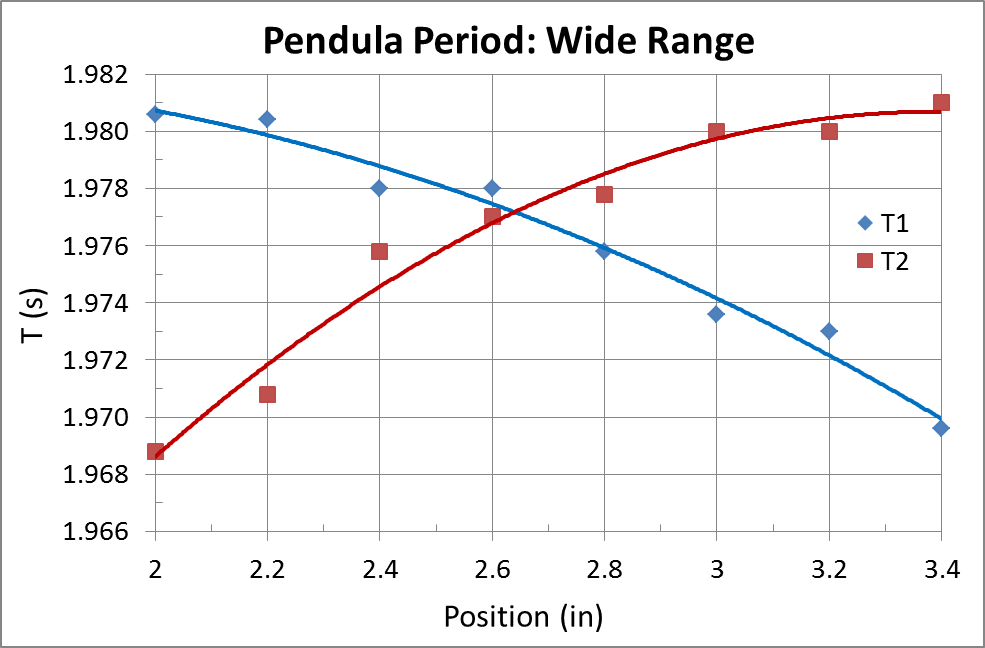 Pendula Period: Wide Range
1.982
1.980
1.978
1.976
1.974
1.972
1.970
1.968
1.966
T (s)
T1
T2
2 2.2 2.4 2.6 2.8 3 3.2 3.4
Position (in)